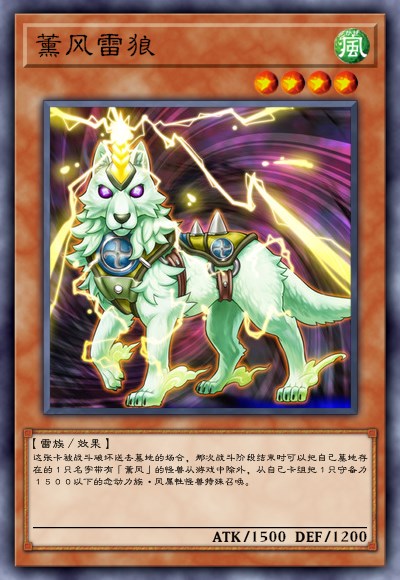 薰风雷狼
風
【雷族／效果】
这张卡被战斗破坏送去墓地的场合，那次战斗阶段结束时可以把自己墓地存
在的１只名字带有「薰风」的怪兽从游戏中除外，从自己卡组把１只守备力
１５００以下的念动力族・风属性怪兽特殊召唤。
ATK/1500 DEF/1200